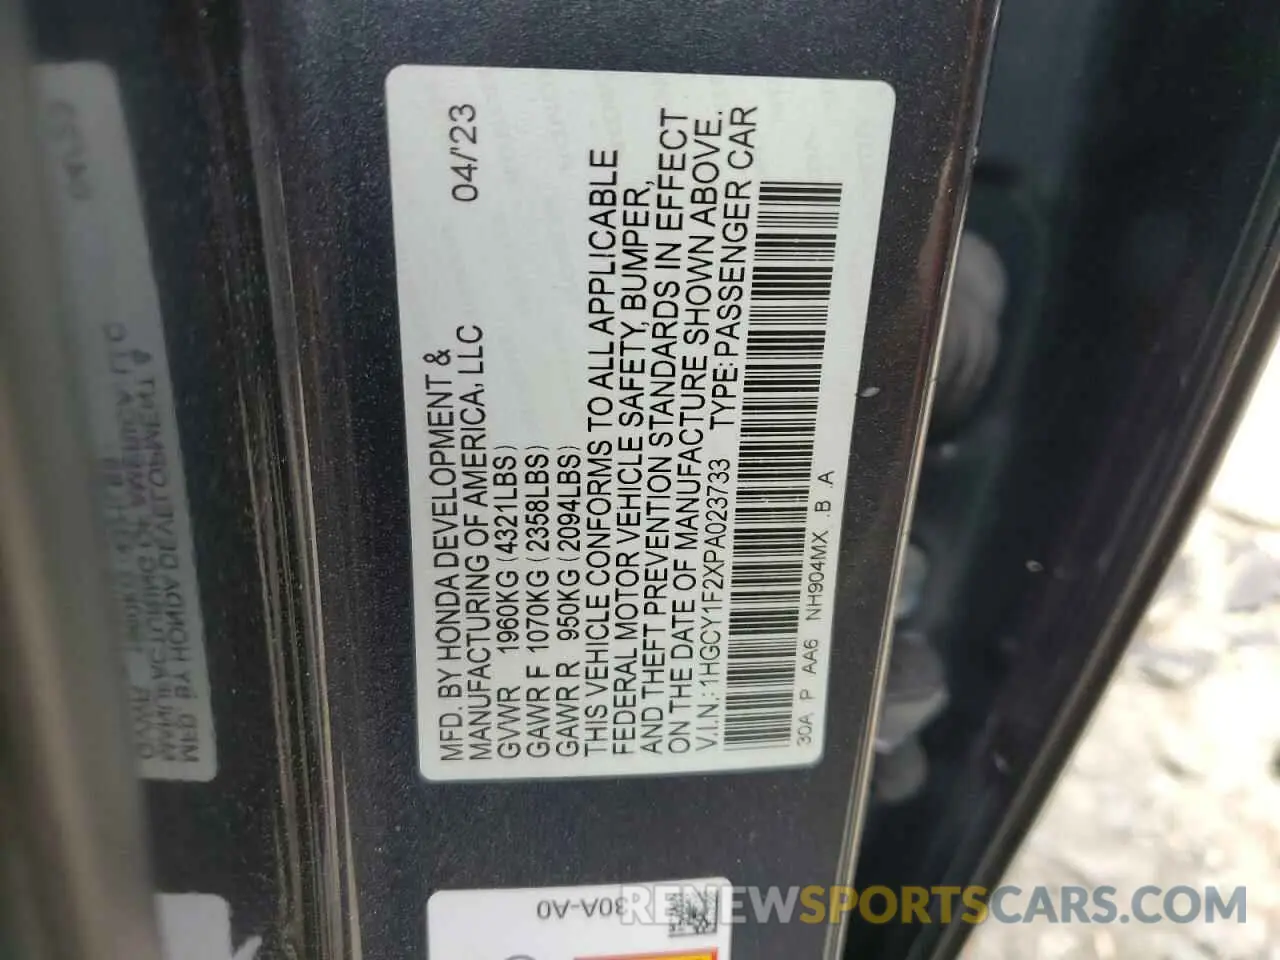 MFD. BY HONDA DEVELOPMENT &
MANUFACTURING OF AMERICA, LLC 04/'23
GVWR 1960KG (4321LBS)
GAWR F 1070KG (2358LBS)
GAWR R 950KG (2094LBS)
THIS VEHICLE CONFORMS TO ALL APPLICABLE
FEDERAL MOTOR VEHICLE SAFETY, BUMPER,
AND THEFT PREVENTION STANDARDS IN EFFECT
ON THE DATE OF MANUFACTURE SHOWN ABOVE.
V.I.N.: 1HGCY1F2XPA023733 TYPE: PASSENGER CAR
30A P AA6 NH904MX B A
30A-A0
RENEWSPORTSCARS.COM